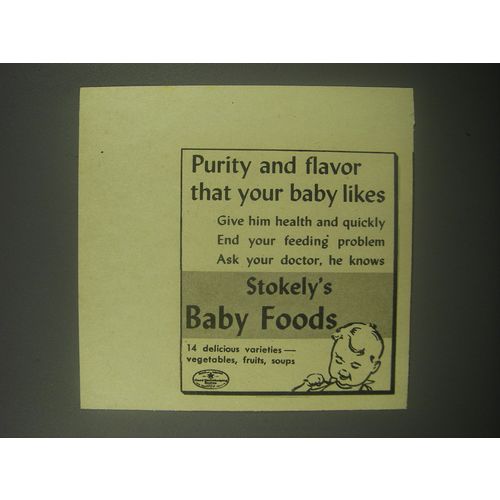 Purity and flavor
that your baby likes
Give him health and quickly
End your feeding problem
Ask your doctor, he knows
Stokely's
Baby Foods
14 delicious varieties—
vegetables, fruits, soups